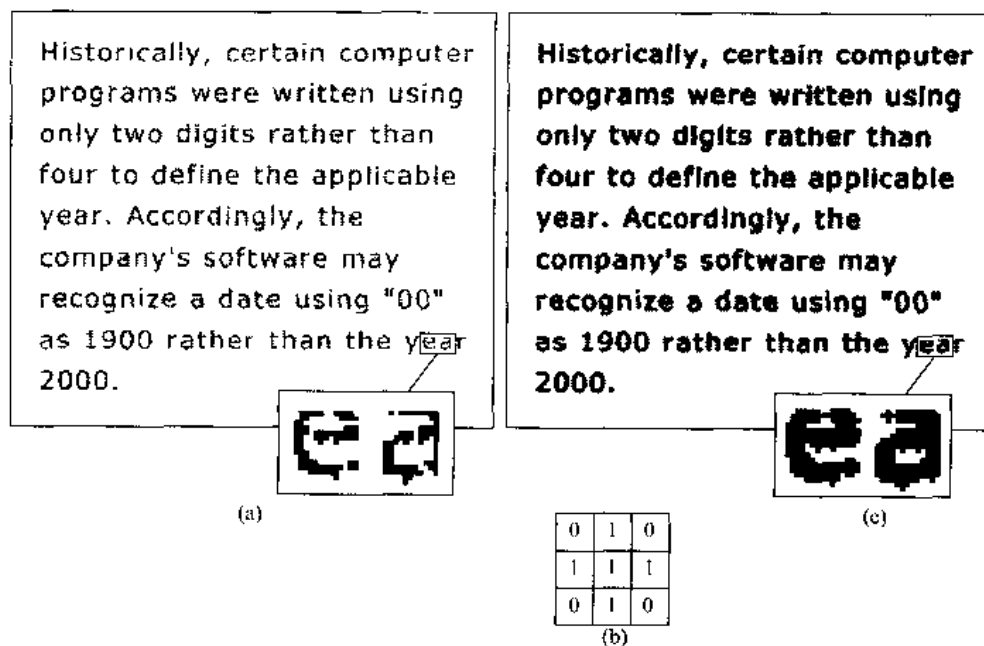 Historically, certain computer
programs were written using
only two digits rather than
four to define the applicable
year. Accordingly, the
company's software may
recognize a date using "00"
as 1900 rather than the year
2000.
ea
(a)
Historically, certain computer
programs were written using
only two digits rather than
four to define the applicable
year. Accordingly, the
company's software may
recognize a date using "00"
as 1900 rather than the year
2000.
ea
(c)
0 1 0
1 1 1
0 1 0
(b)